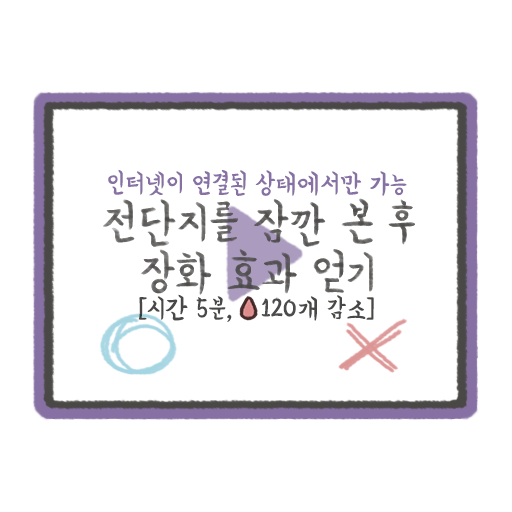 인터넷이 연결된 상태에서만 가능
전단지를 잠깐 본 후
장화 효과 얻기
[시간 5분, 120개 감소]